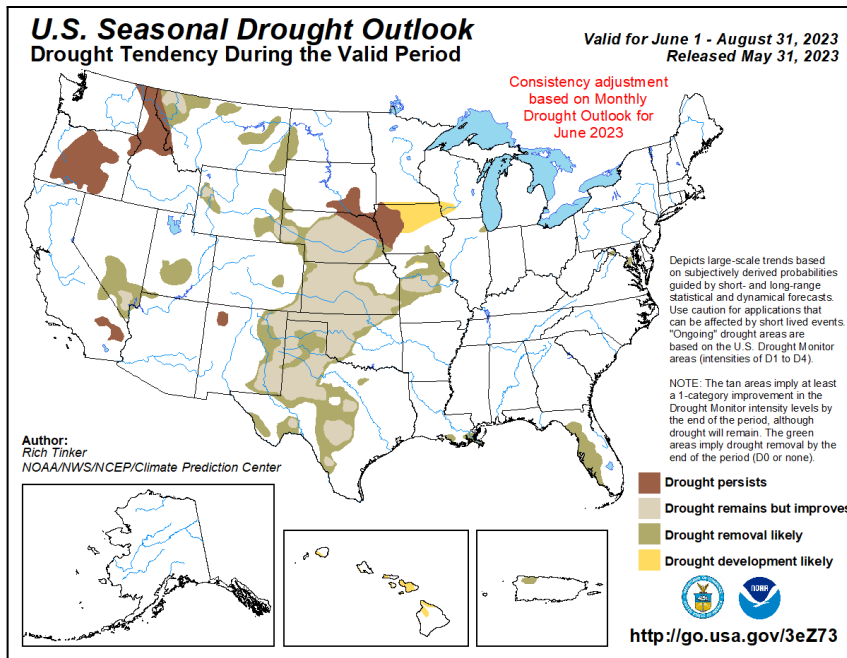 U.S. Seasonal Drought Outlook
Drought Tendency During the Valid Period
Valid for June 1 - August 31, 2023
Released May 31, 2023
Consistency adjustment
based on Monthly
Drought Outlook for
June 2023
Depicts large-scale trends based
on subjectively derived probabilities
guided by short- and long-range
statistical and dynamical forecasts.
Use caution for applications that
can be affected by short lived events.
"Ongoing" drought areas are
based on the U.S. Drought Monitor
areas (intensities of D1 to D4).
NOTE: The tan areas imply at least
a 1-category improvement in the
Drought Monitor intensity levels by
the end of the period, although
drought will remain. The green
areas imply drought removal by the
end of the period (D0 or none).
Author:
Rich Tinker
NOAA/NWS/NCEP/Climate Prediction Center
Drought persists
Drought remains but improves
Drought removal likely
Drought development likely
NOAA
http://go.usa.gov/3eZ73